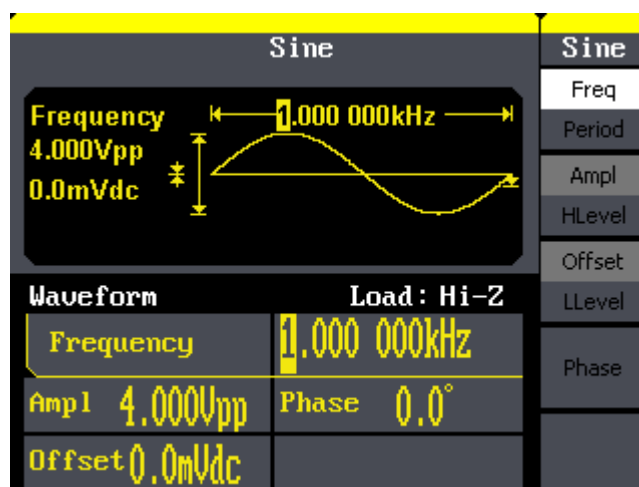 Sine
Frequency
1.000 000kHz
4.000Vpp
0.0mVdc
Waveform Load: Hi-Z
Frequency 1.000 000kHz
Ampl 4.000Vpp Phase 0.0°
Offset 0.0mVdc
Sine
Freq
Period
Ampl
HLevel
Offset
LLevel
Phase